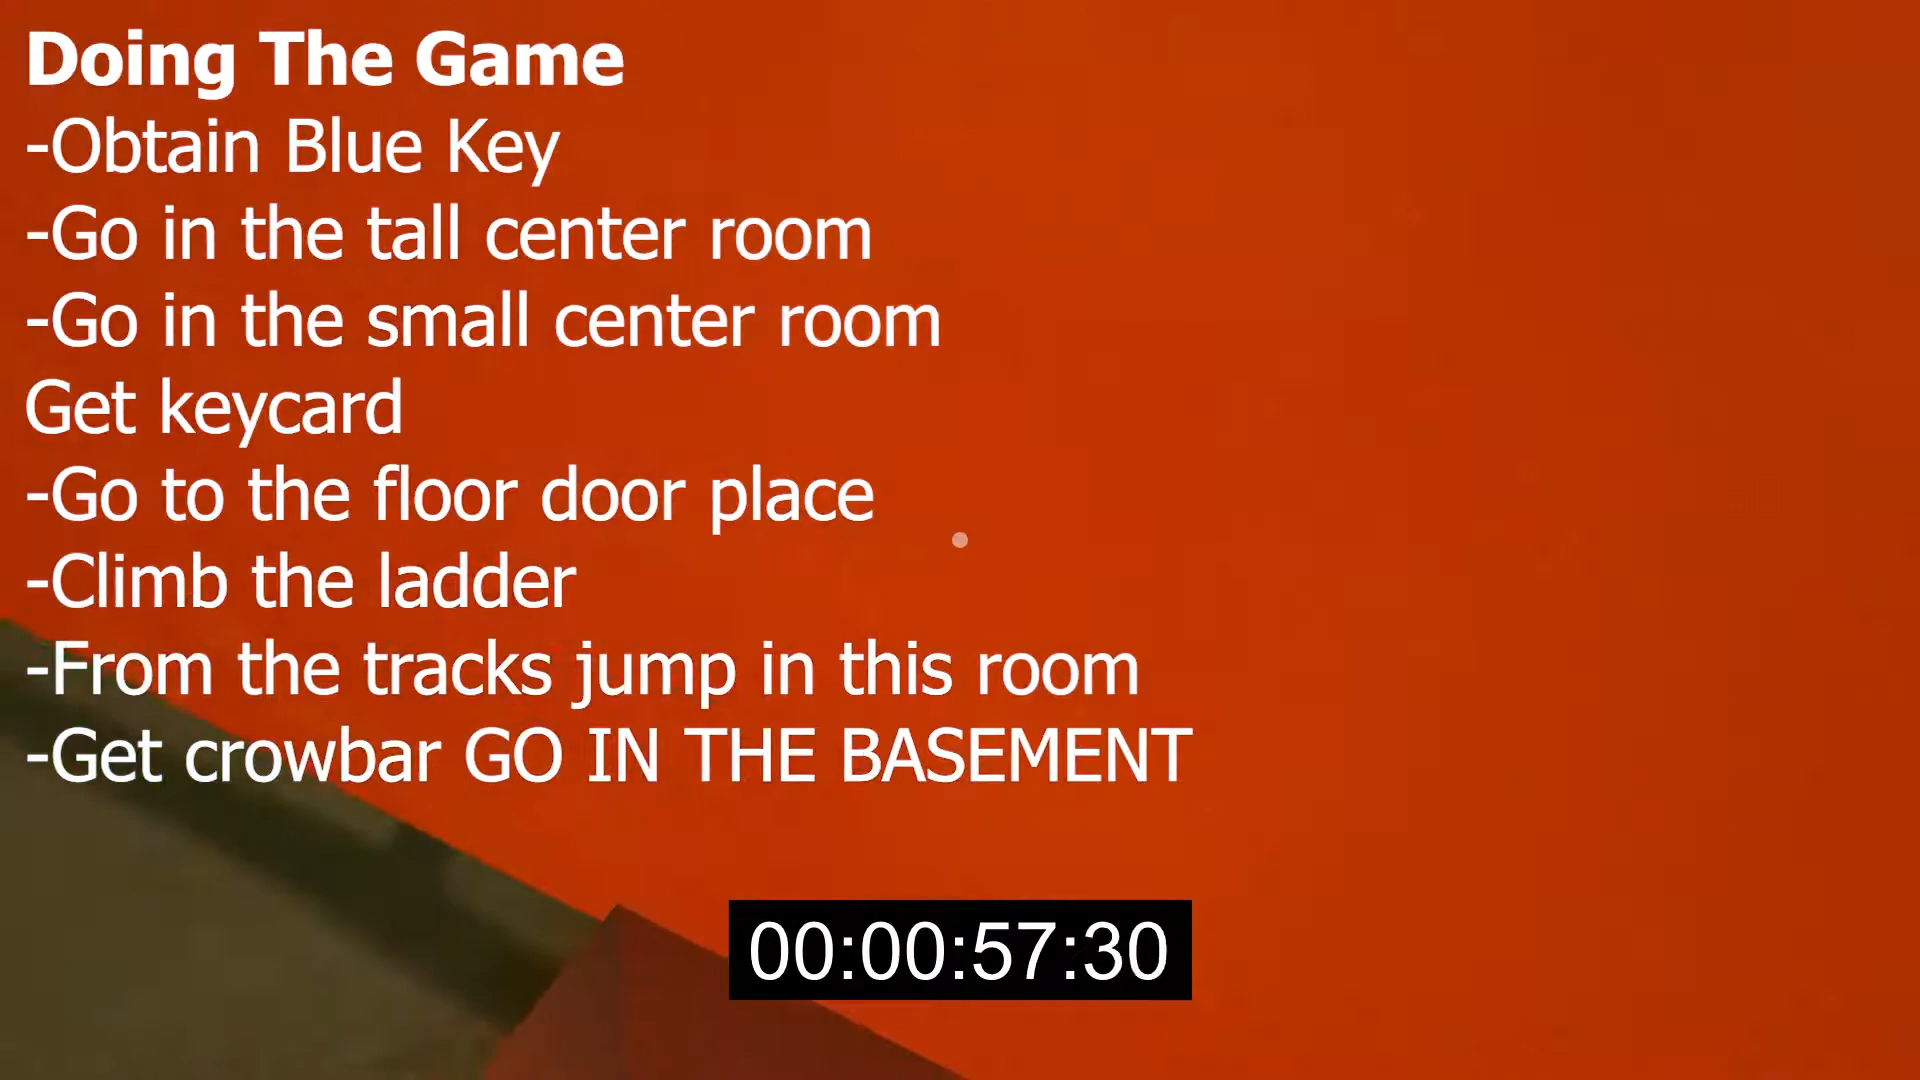 Doing The Game
-Obtain Blue Key
-Go in the tall center room
-Go in the small center room
Get keycard
-Go to the floor door place
-Climb the ladder
-From the tracks jump in this room
-Get crowbar GO IN THE BASEMENT
00:00:57:30